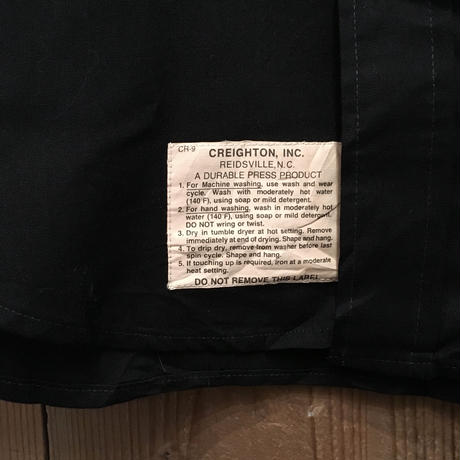 CR-9
CREIGHTON, INC.
REIDSVILLE, N.C.
A DURABLE PRESS PRODUCT
1. For Machine washing, use wash and wear
cycle. Wash with moderately hot water
(140 F), using soap or mild detergent.
2. For hand washing, wash in moderately hot
water (140 F), using soap or mild detergent.
DO NOT wring or twist.
3. Dry in tumble dryer at hot setting. Remove
immediately at end of drying. Shape and hang.
4. To drip dry, remove from washer before last
spin cycle. Shape and hang.
5. If touching up is required, iron at a moderate
heat setting.
DO NOT REMOVE THIS LABEL